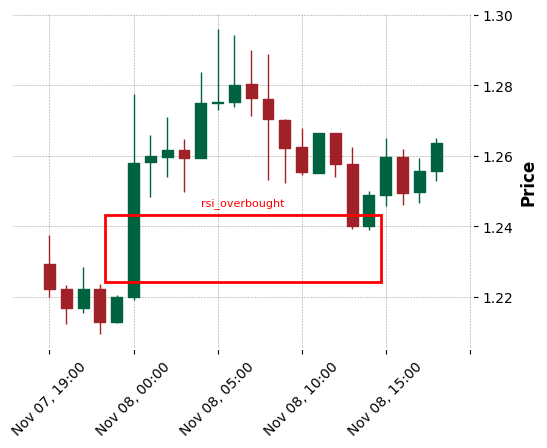 1.30
1.28
1.26
1.24
1.22
Price
rsi_overbought
Nov 07, 19:00
Nov 08, 00:00
Nov 08, 05:00
Nov 08, 10:00
Nov 08, 15:00